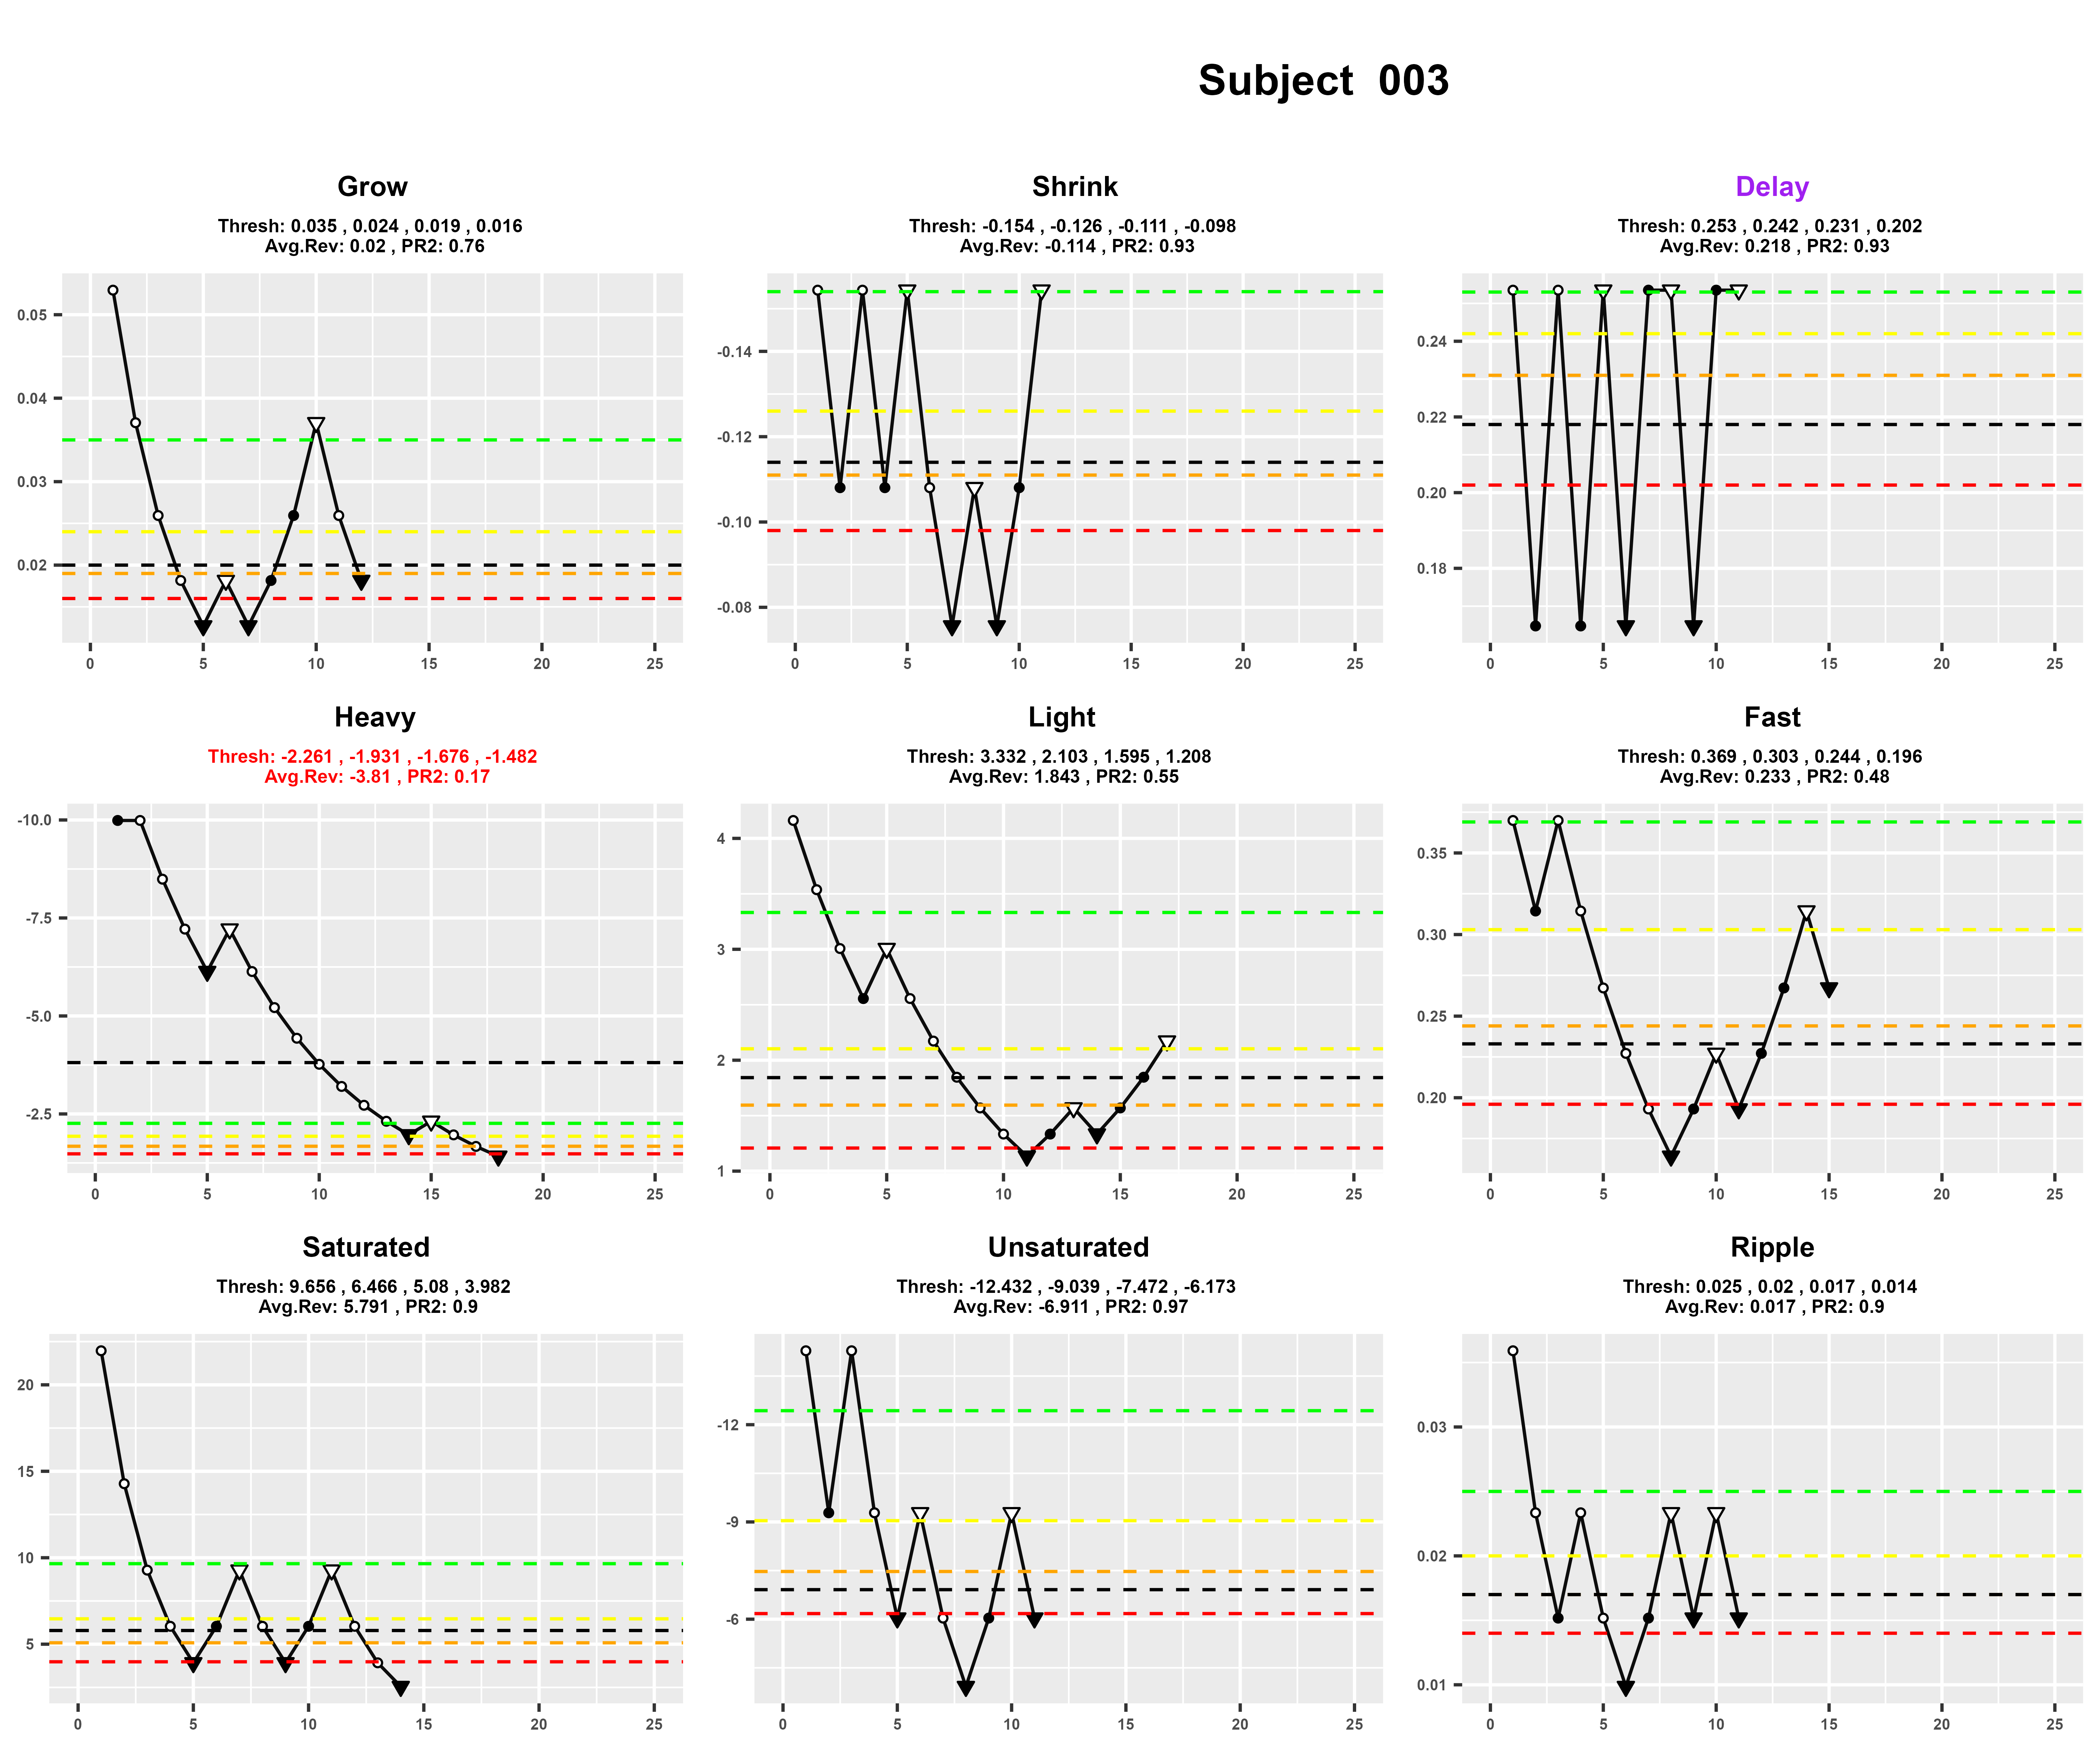 Subject  003
Grow
Thresh: 0.035 , 0.024 , 0.019 , 0.016
Avg.Rev: 0.02 , PR2: 0.76
0.05
0.04
0.03
0.02
0 5 10 15 20 25
Shrink
Thresh: -0.154 , -0.126 , -0.111 , -0.098
Avg.Rev: -0.114 , PR2: 0.93
-0.14
-0.12
-0.10
-0.08
0 5 10 15 20 25
Delay
Thresh: 0.253 , 0.242 , 0.231 , 0.202
Avg.Rev: 0.218 , PR2: 0.93
0.24
0.22
0.20
0.18
0 5 10 15 20 25
Heavy
Thresh: -2.261 , -1.931 , -1.676 , -1.482
Avg.Rev: -3.81 , PR2: 0.17
-10.0
-7.5
-5.0
-2.5
0 5 10 15 20 25
Light
Thresh: 3.332 , 2.103 , 1.595 , 1.208
Avg.Rev: 1.843 , PR2: 0.55
4
3
2
1
0 5 10 15 20 25
Fast
Thresh: 0.369 , 0.303 , 0.244 , 0.196
Avg.Rev: 0.233 , PR2: 0.48
0.35
0.30
0.25
0.20
0 5 10 15 20 25
Saturated
Thresh: 9.656 , 6.466 , 5.08 , 3.982
Avg.Rev: 5.791 , PR2: 0.9
20
15
10
5
0 5 10 15 20 25
Unsaturated
Thresh: -12.432 , -9.039 , -7.472 , -6.173
Avg.Rev: -6.911 , PR2: 0.97
-12
-9
-6
0 5 10 15 20 25
Ripple
Thresh: 0.025 , 0.02 , 0.017 , 0.014
Avg.Rev: 0.017 , PR2: 0.9
0.03
0.02
0.01
0 5 10 15 20 25